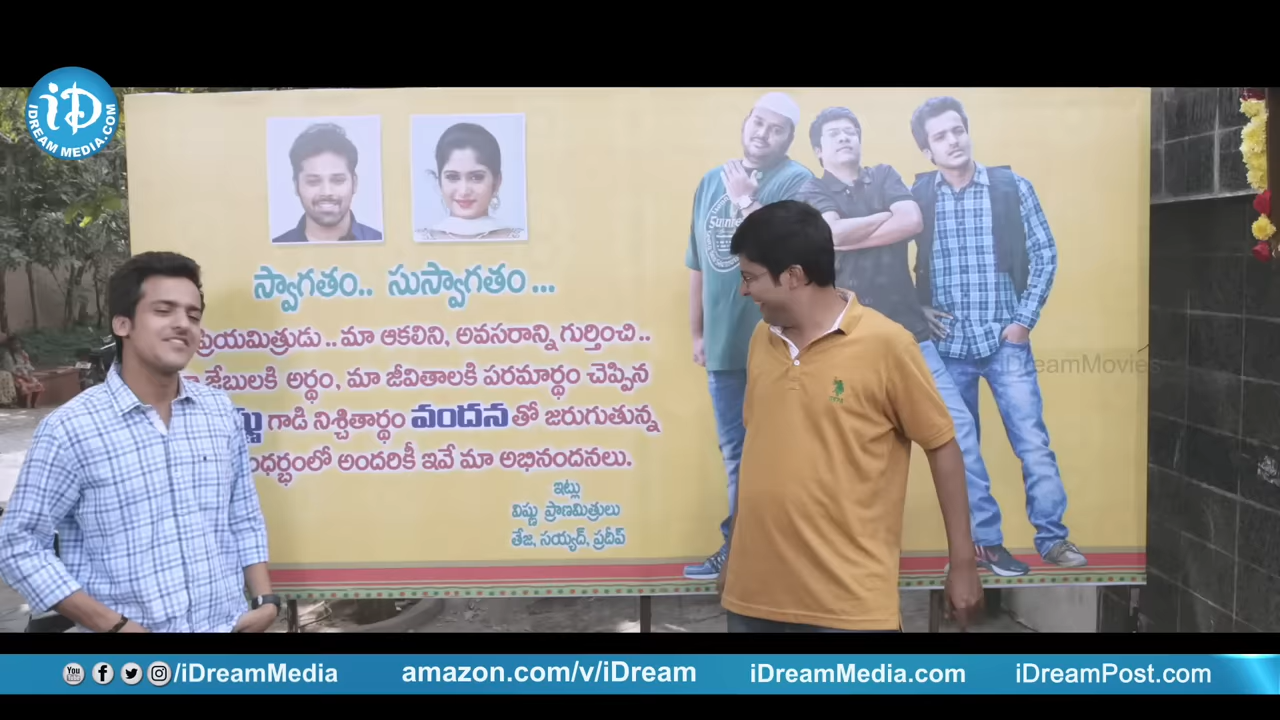 iD
IDREAM MEDIA.COM
స్వాగతం.. సుస్వాగతం...
ప్రియమిత్రుడు.. మా ఆకలిని, అవసరాన్ని గుర్తించి..
జేబులకి అర్థం, మా జీవితాలకి పరమార్థం చెప్పిన
గాడి నిశ్చితార్థం వందన తో జరుగుతున్న
అందరికీ ఇవే మా అభినందనలు.
ఇట్లు
విష్ణు ప్రాణమిత్రులు
తేజ, సయ్యద్, ప్రదీప్
iDreamMovies
You /iDreamMedia
amazon.com/v/iDream
iDreamMedia.com
iDreamPost.com